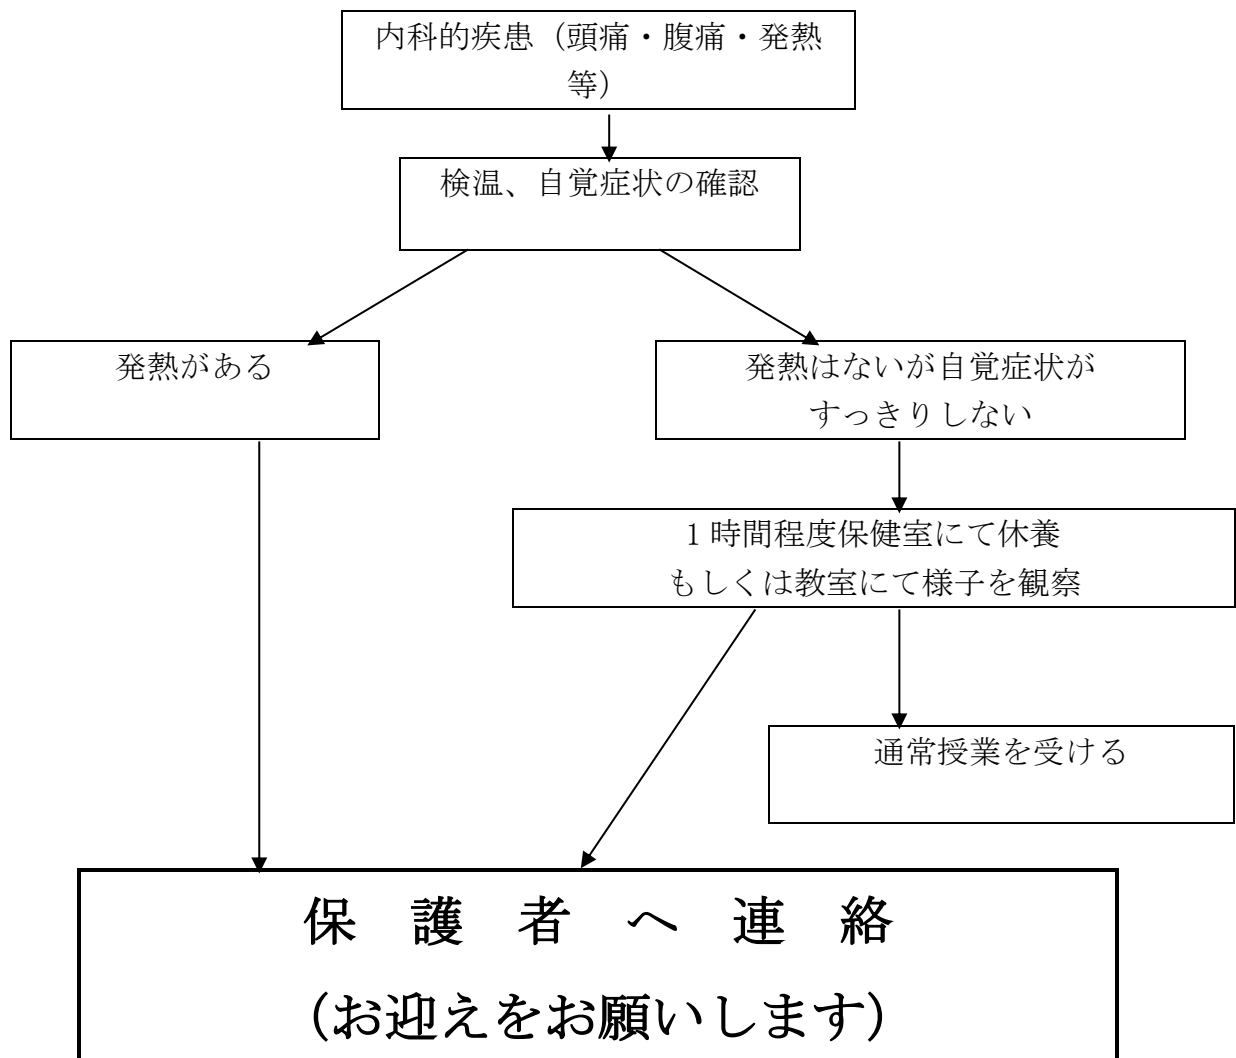 内科的疾患（頭痛・腹痛・発熱
等）
検温、自覚症状の確認
発熱がある
発熱はないが自覚症状が
すっきりしない
1 時間程度保健室にて休養
もしくは教室にて様子を観察
通常授業を受ける
保　護　者　へ　連　絡
（お迎えをお願いします）